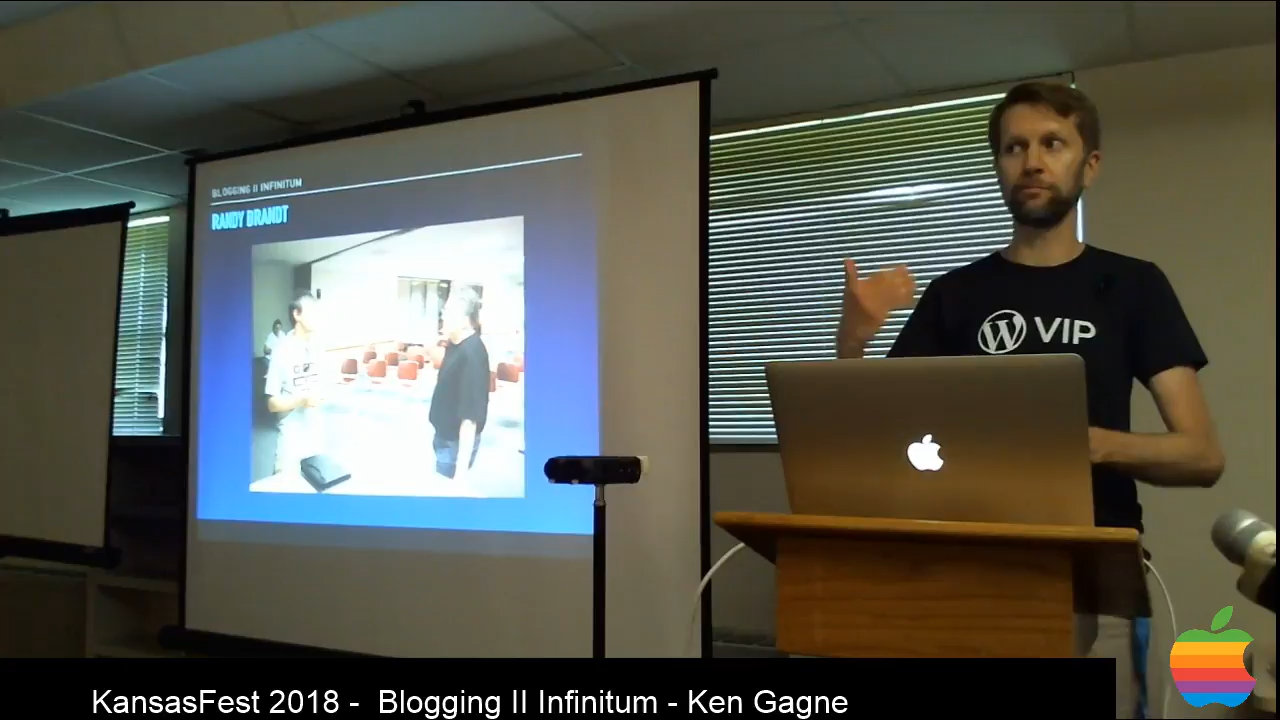 BLOGGING II INFINITUM
RANDY BRANDT
W VIP
KansasFest 2018 -  Blogging II Infinitum - Ken Gagne